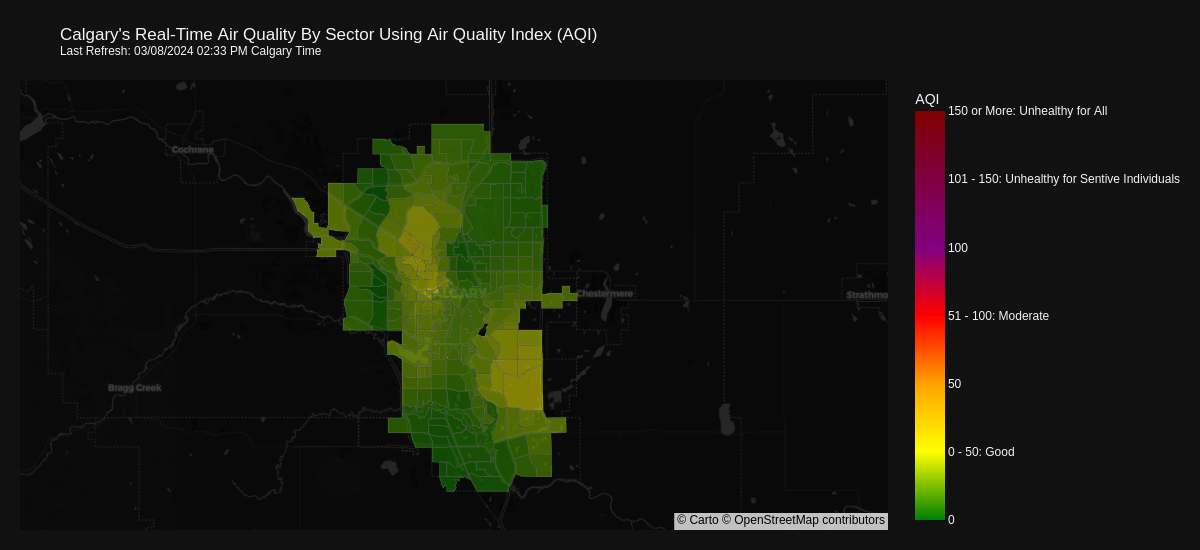 Calgary's Real-Time Air Quality By Sector Using Air Quality Index (AQI)
Last Refresh: 03/08/2024 02:33 PM Calgary Time
AQI
150 or More: Unhealthy for All
Cochrane
101 - 150: Unhealthy for Sentive Individuals
100
CALGARY
Chestermere
Strathmo
51 - 100: Moderate
Bragg Creek
50
0 - 50: Good
© Carto © OpenStreetMap contributors
0